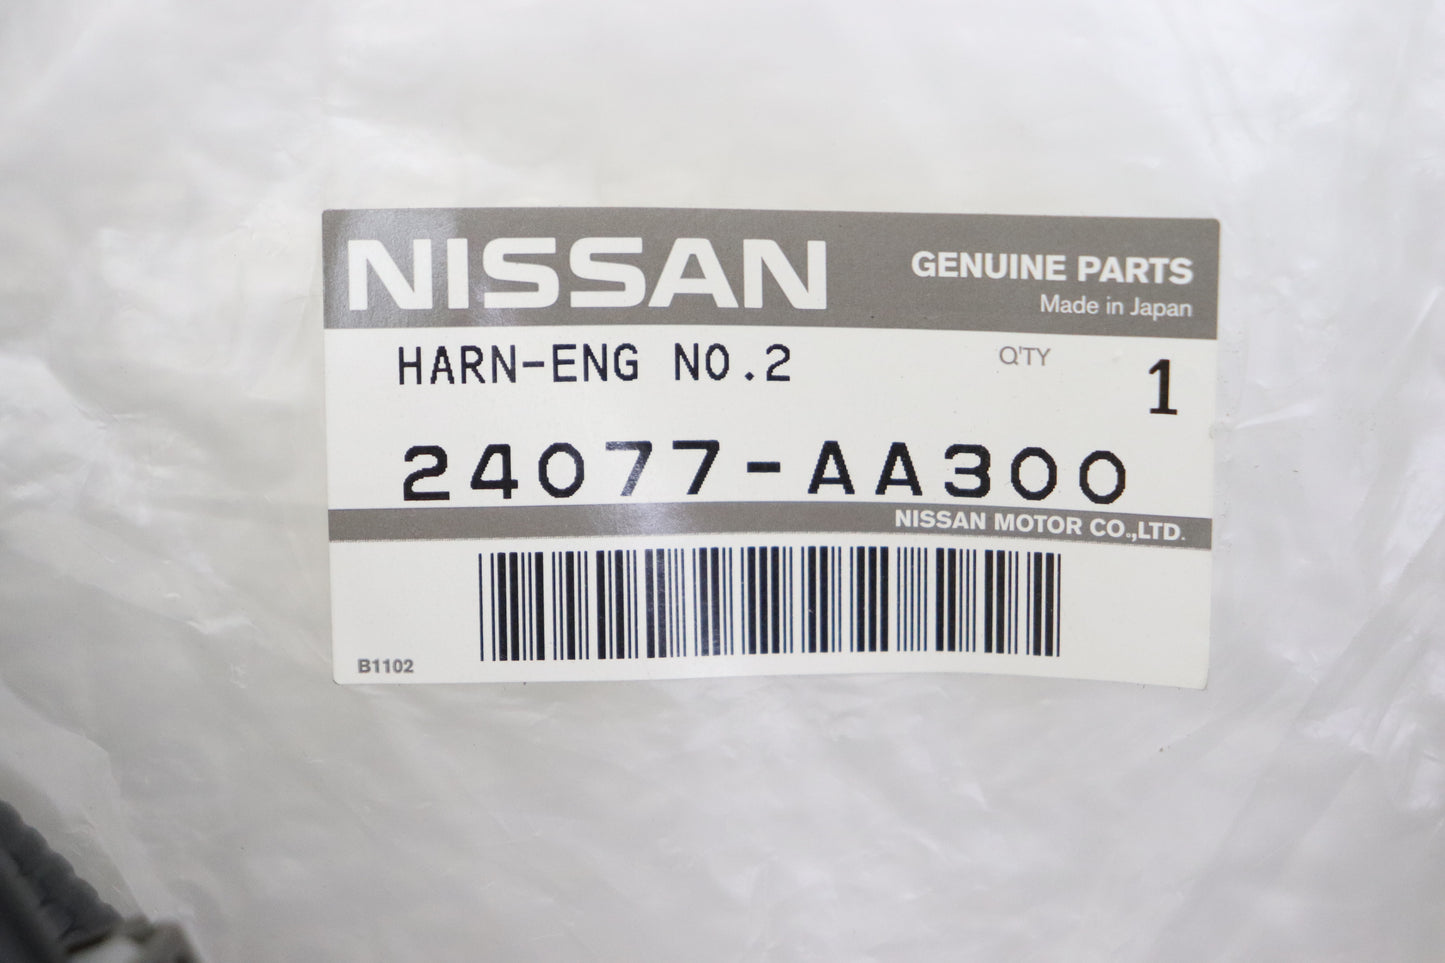 NISSAN
GENUINE PARTS
Made in Japan
HARN-ENG NO.2
Q'TY
1
24077-AA300
NISSAN MOTOR CO.,LTD.
B1102